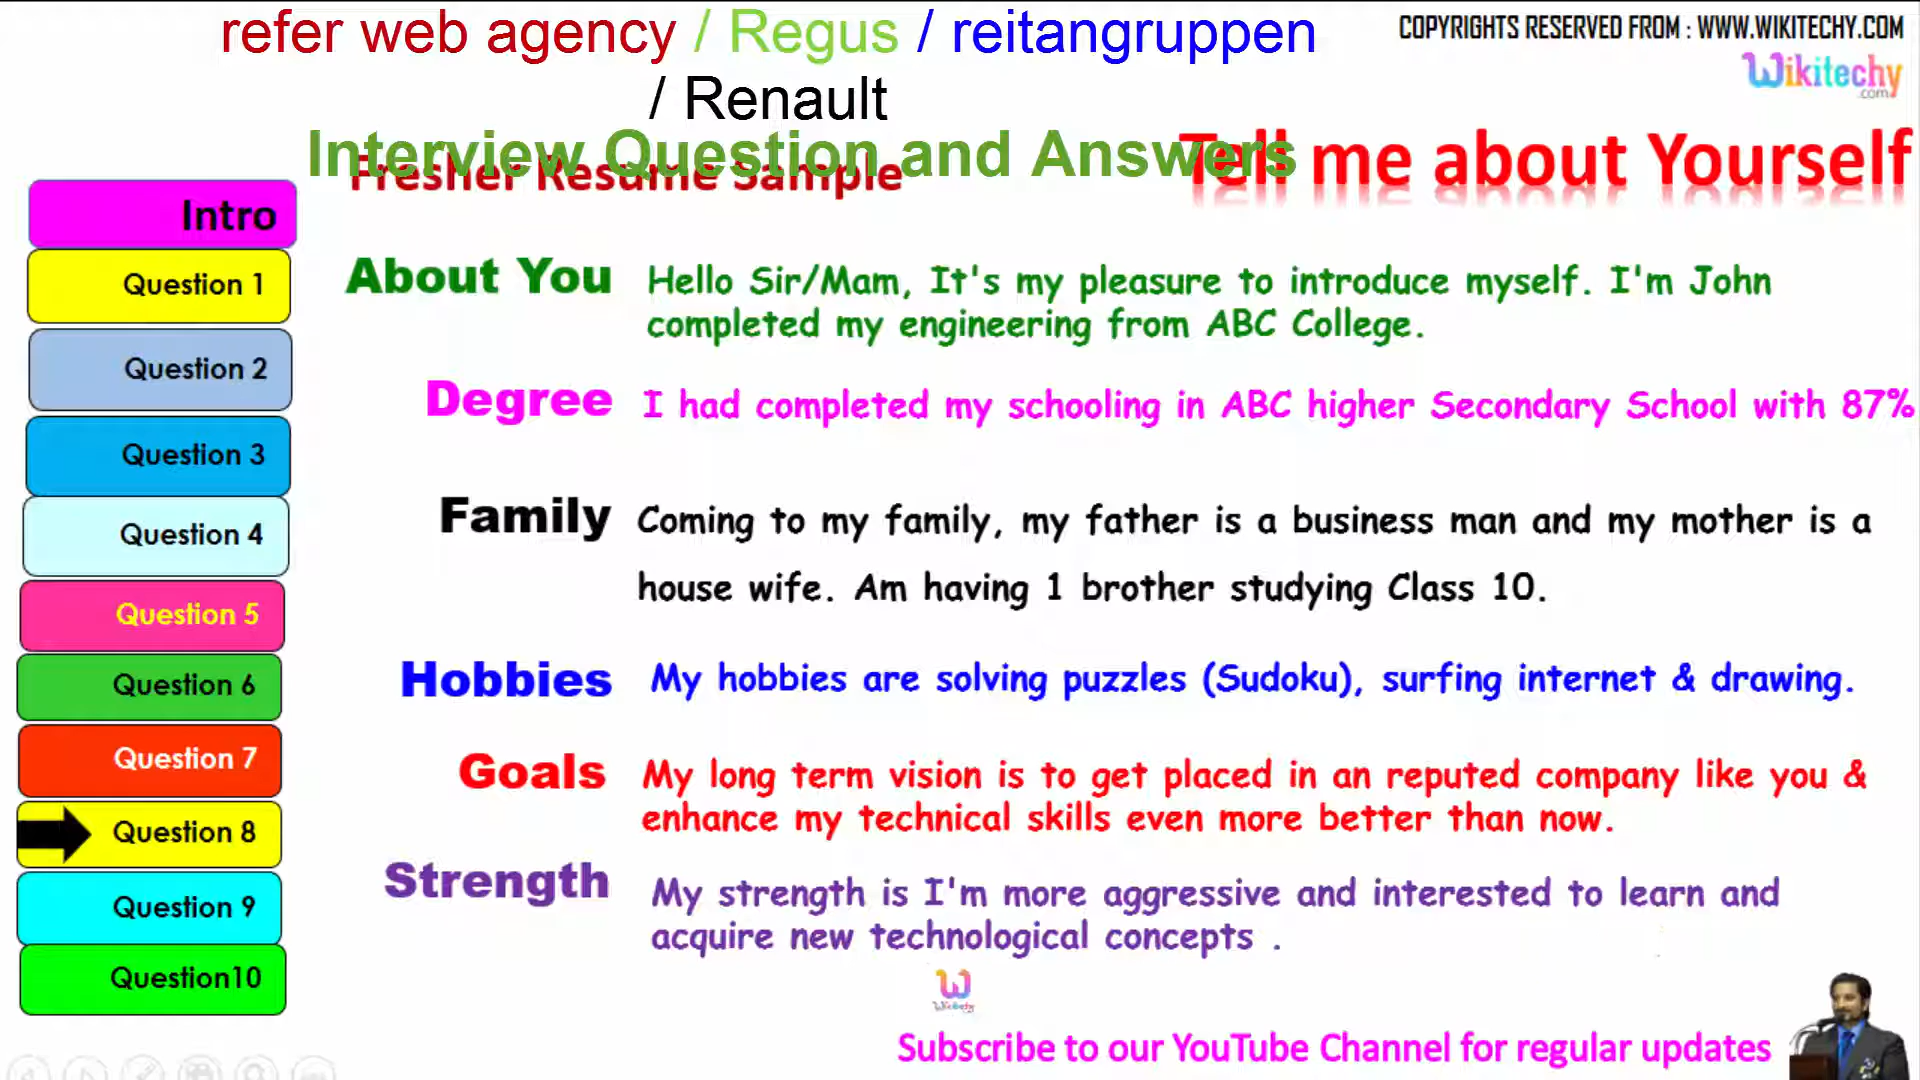 refer web agency / Regus / reitangruppen
/ Renault
COPYRIGHTS RESERVED FROM : WWW.WIKITECHY.COM
Wikitechy
.com
Interview Question and Answers
Fresher Resume Sample
Tell me about Yourself
Intro
Question 1
Question 2
Question 3
Question 4
Question 5
Question 6
Question 7
Question 8
Question 9
Question10
About You
Hello Sir/Mam, It's my pleasure to introduce myself. I'm John
completed my engineering from ABC College.
Degree
I had completed my schooling in ABC higher Secondary School with 87%
Family
Coming to my family, my father is a business man and my mother is a
house wife. Am having 1 brother studying Class 10.
Hobbies
My hobbies are solving puzzles (Sudoku), surfing internet & drawing.
Goals
My long term vision is to get placed in an reputed company like you &
enhance my technical skills even more better than now.
Strength
My strength is I'm more aggressive and interested to learn and
acquire new technological concepts .
W
Wikitechy
Subscribe to our YouTube Channel for regular updates